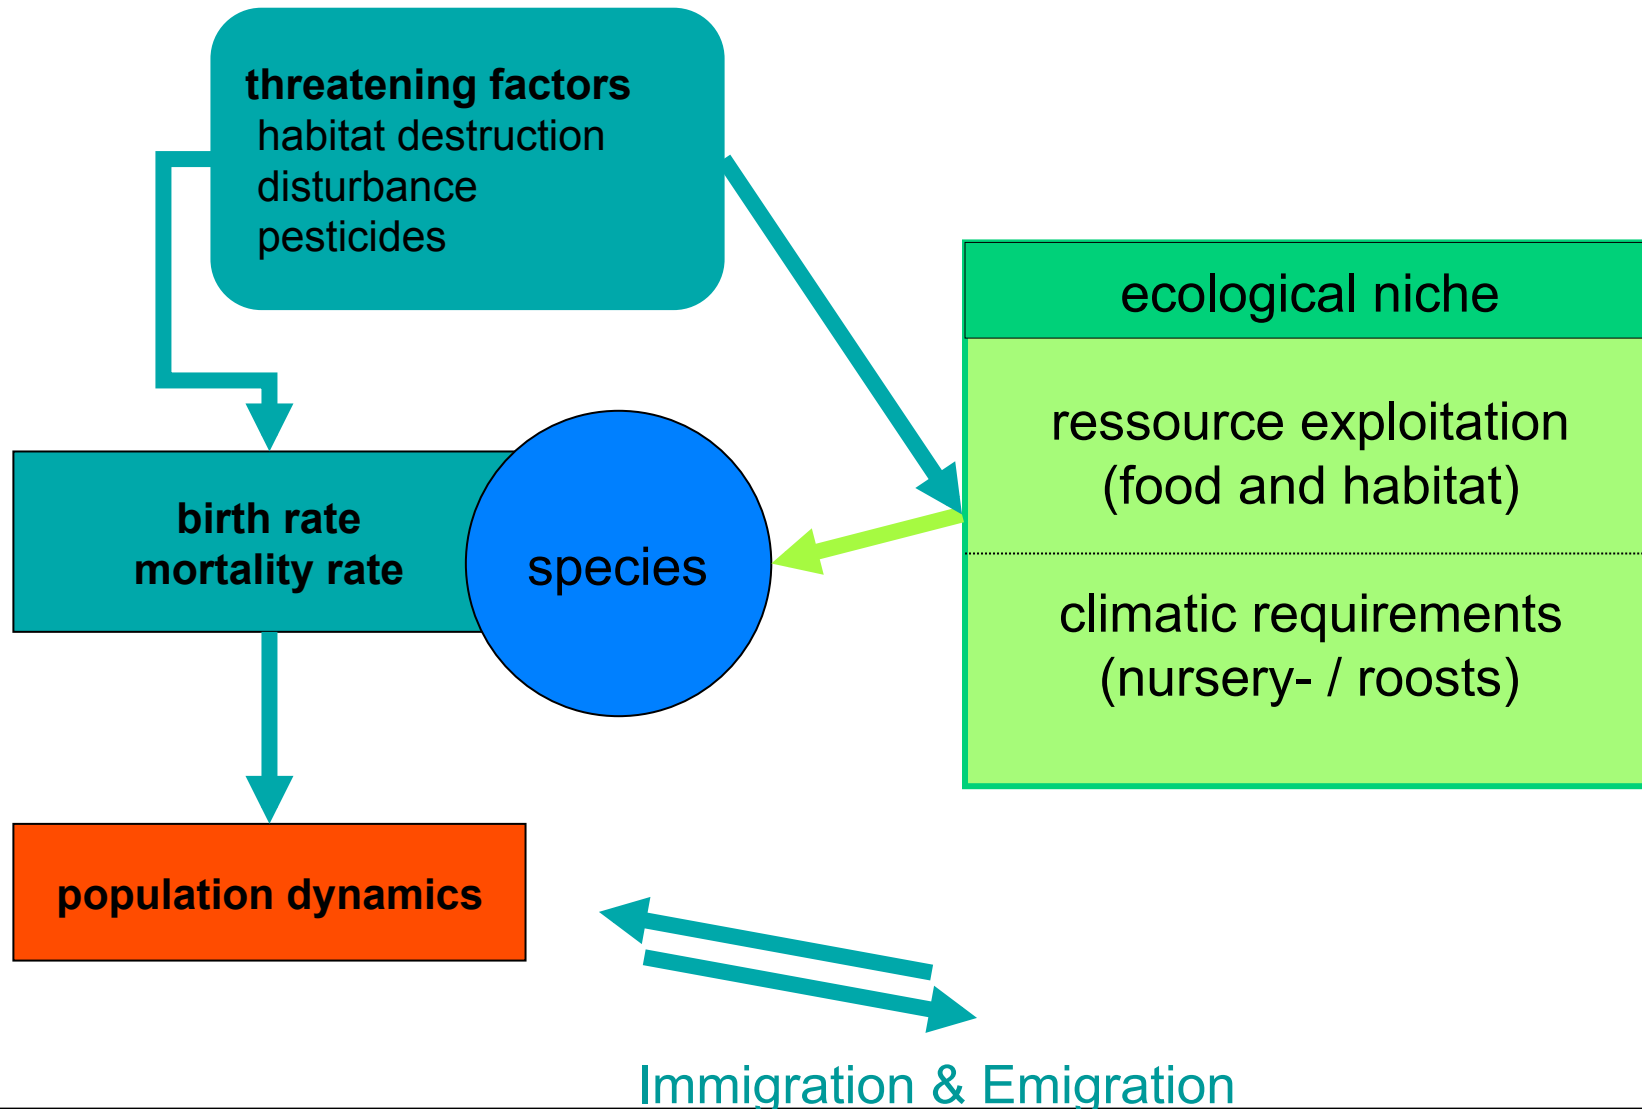 threatening factors
habitat destruction
disturbance
pesticides
ecological niche
ressource exploitation
(food and habitat)
climatic requirements
(nursery- / roosts)
birth rate
mortality rate
species
population dynamics
Immigration & Emigration